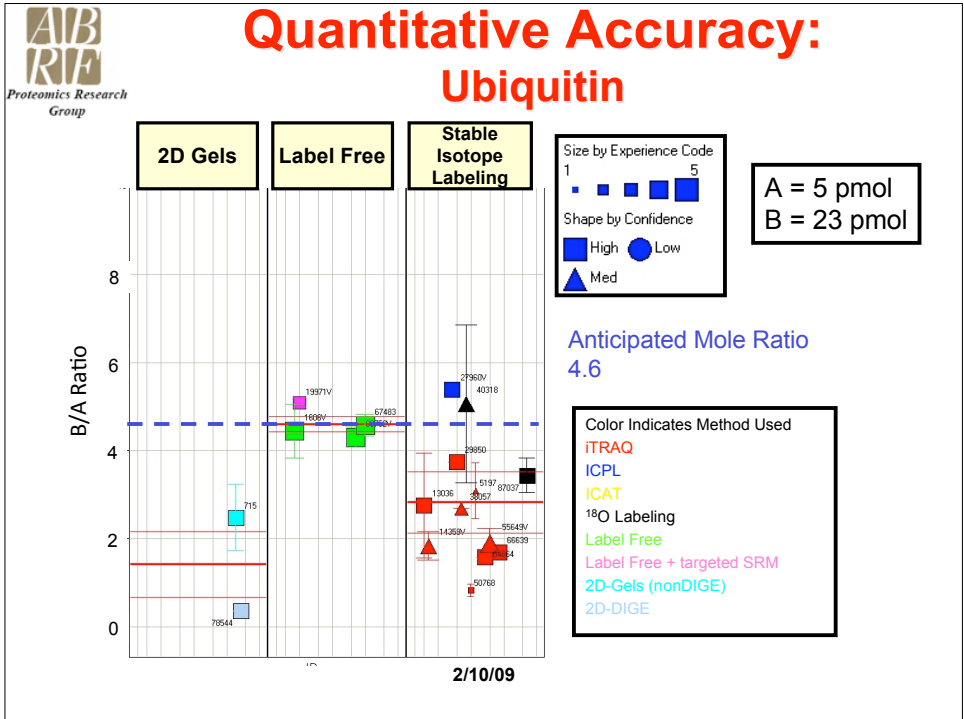 ABRF
Proteomics Research
Group
Quantitative Accuracy:
Ubiquitin
2D Gels
Label Free
Stable
Isotope
Labeling
Size by Experience Code
1 5
Shape by Confidence
High Low
Med
A = 5 pmol
B = 23 pmol
Anticipated Mole Ratio
4.6
B/A Ratio
8
6
4
2
0
715
78544
19971V
1606V
67483
27960V
40318
29850
5197
87037
13036
38057
14359V
55649V
66639
50768
2/10/09
Color Indicates Method Used
iTRAQ
ICPL
ICAT
¹⁸O Labeling
Label Free
Label Free + targeted SRM
2D-Gels (nonDIGE)
2D-DIGE